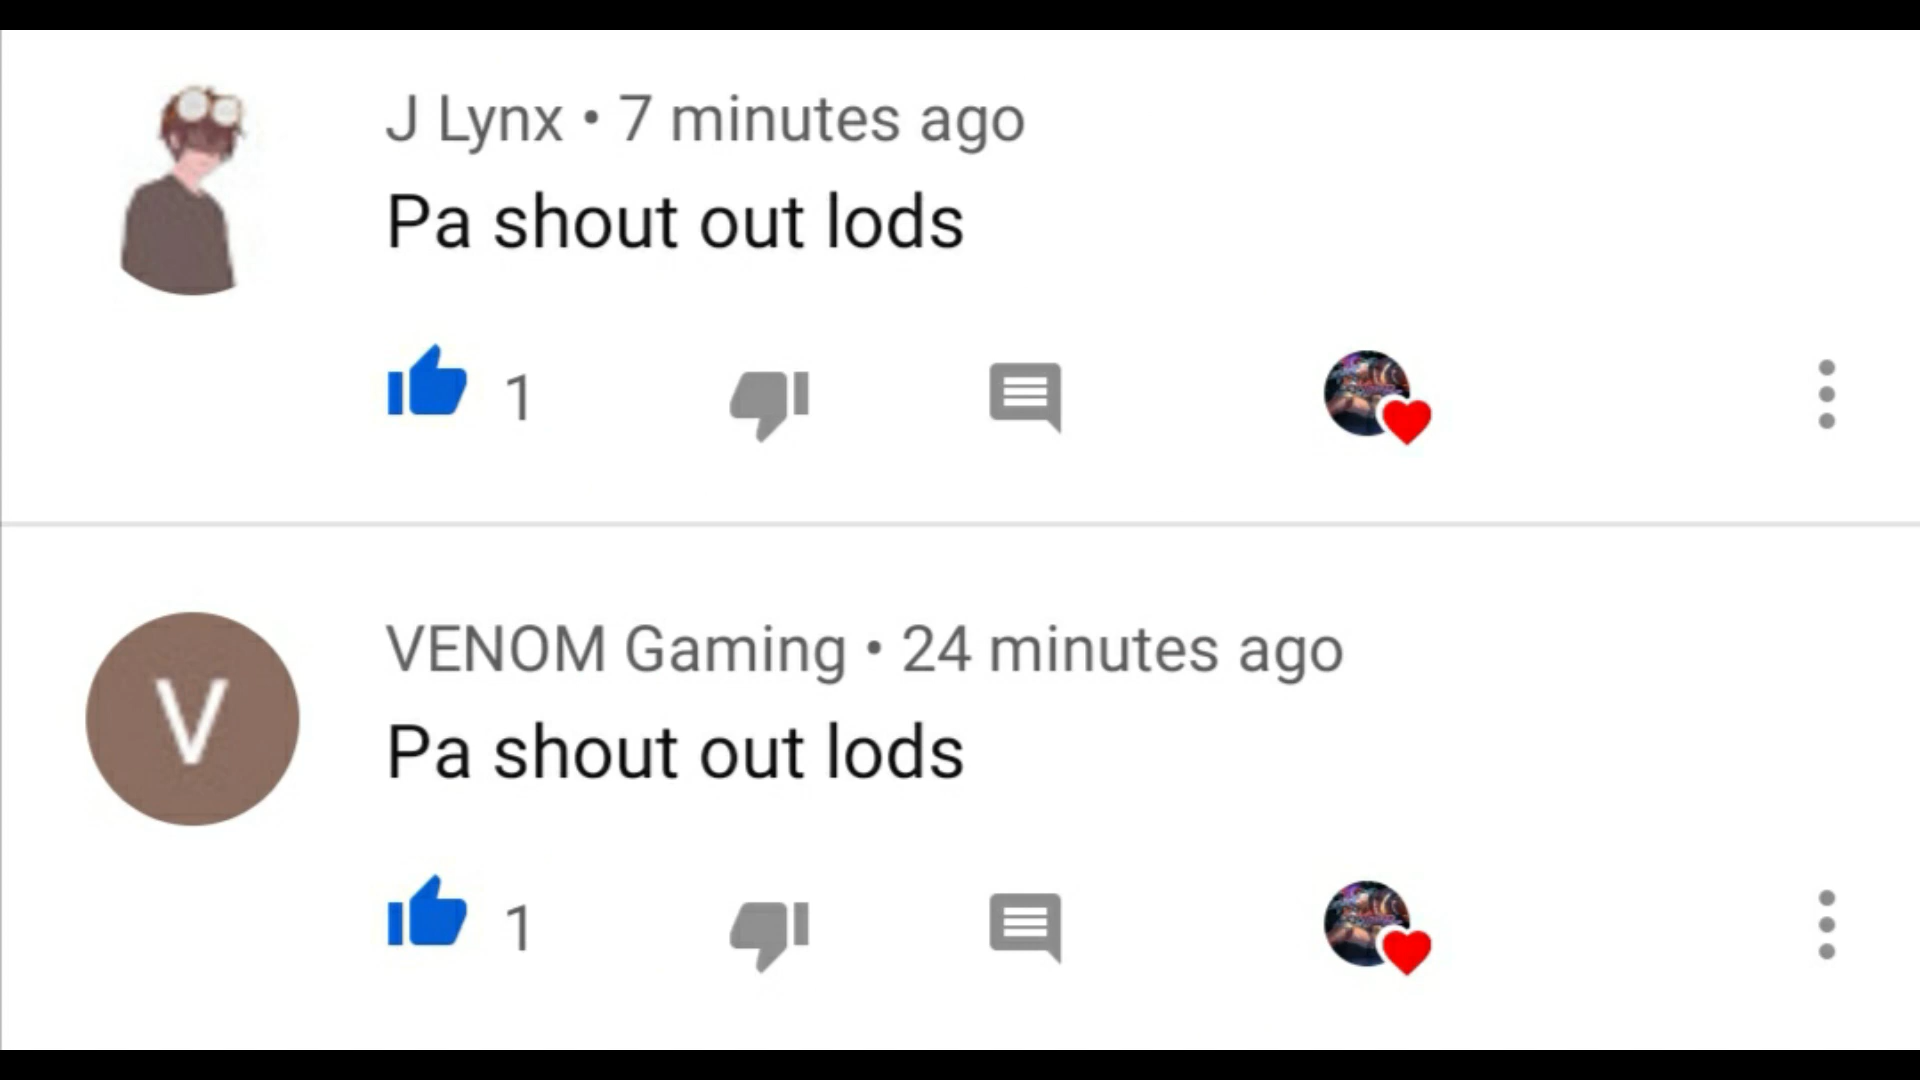 J Lynx • 7 minutes ago
Pa shout out lods
1
V
VENOM Gaming • 24 minutes ago
Pa shout out lods
1